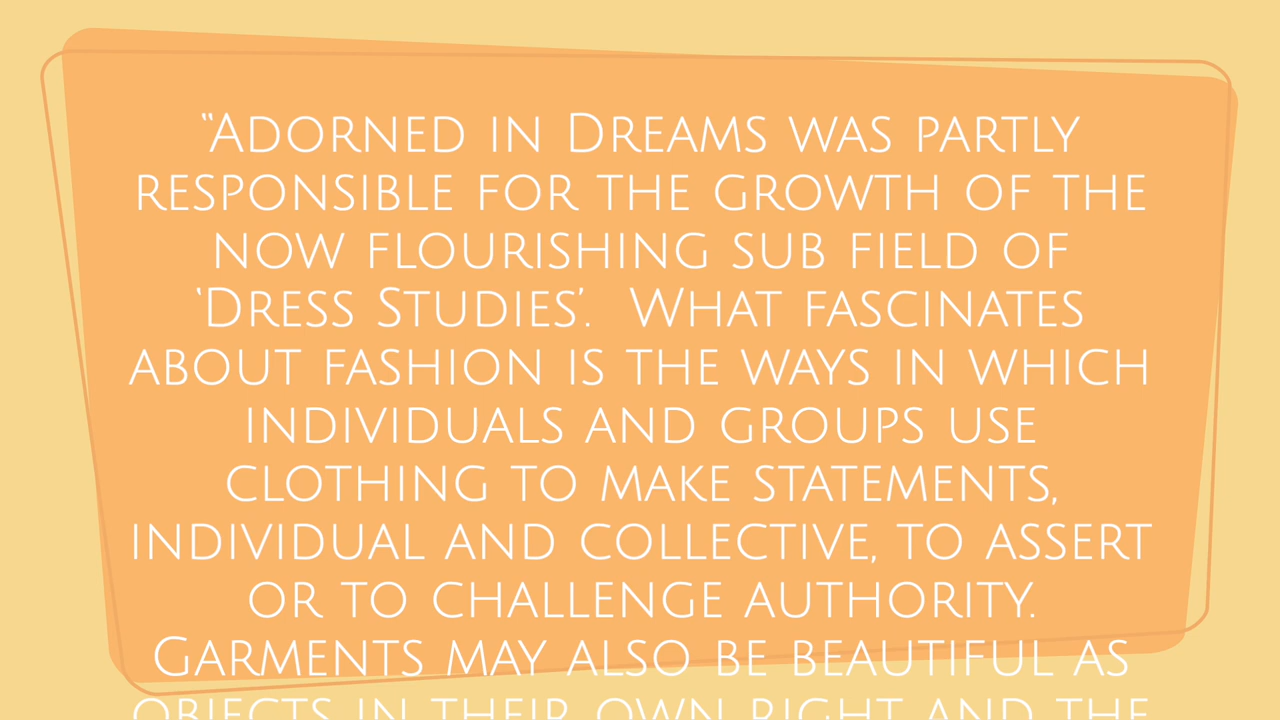 “Adorned in Dreams was partly
responsible for the growth of the
now flourishing sub field of
‘Dress Studies’.  What fascinates
about fashion is the ways in which
individuals and groups use
clothing to make statements,
individual and collective, to assert
or to challenge authority.
Garments may also be beautiful as
objects in their own right and the